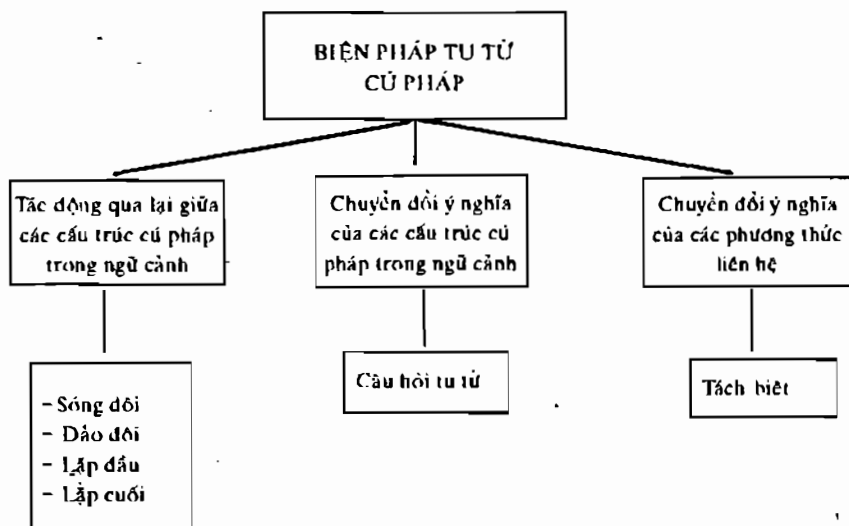 BIỆN PHÁP TU TỪ
CÚ PHÁP
Tác động qua lại giữa
các cấu trúc cú pháp
trong ngữ cảnh
Chuyển đổi ý nghĩa
của các cấu trúc cú
pháp trong ngữ cảnh
Chuyển đổi ý nghĩa
của các phương thức
liên hệ
- Sóng đôi
- Đảo đôi
- Lặp đầu
- Lặp cuối
Câu hỏi tu từ
Tách biệt